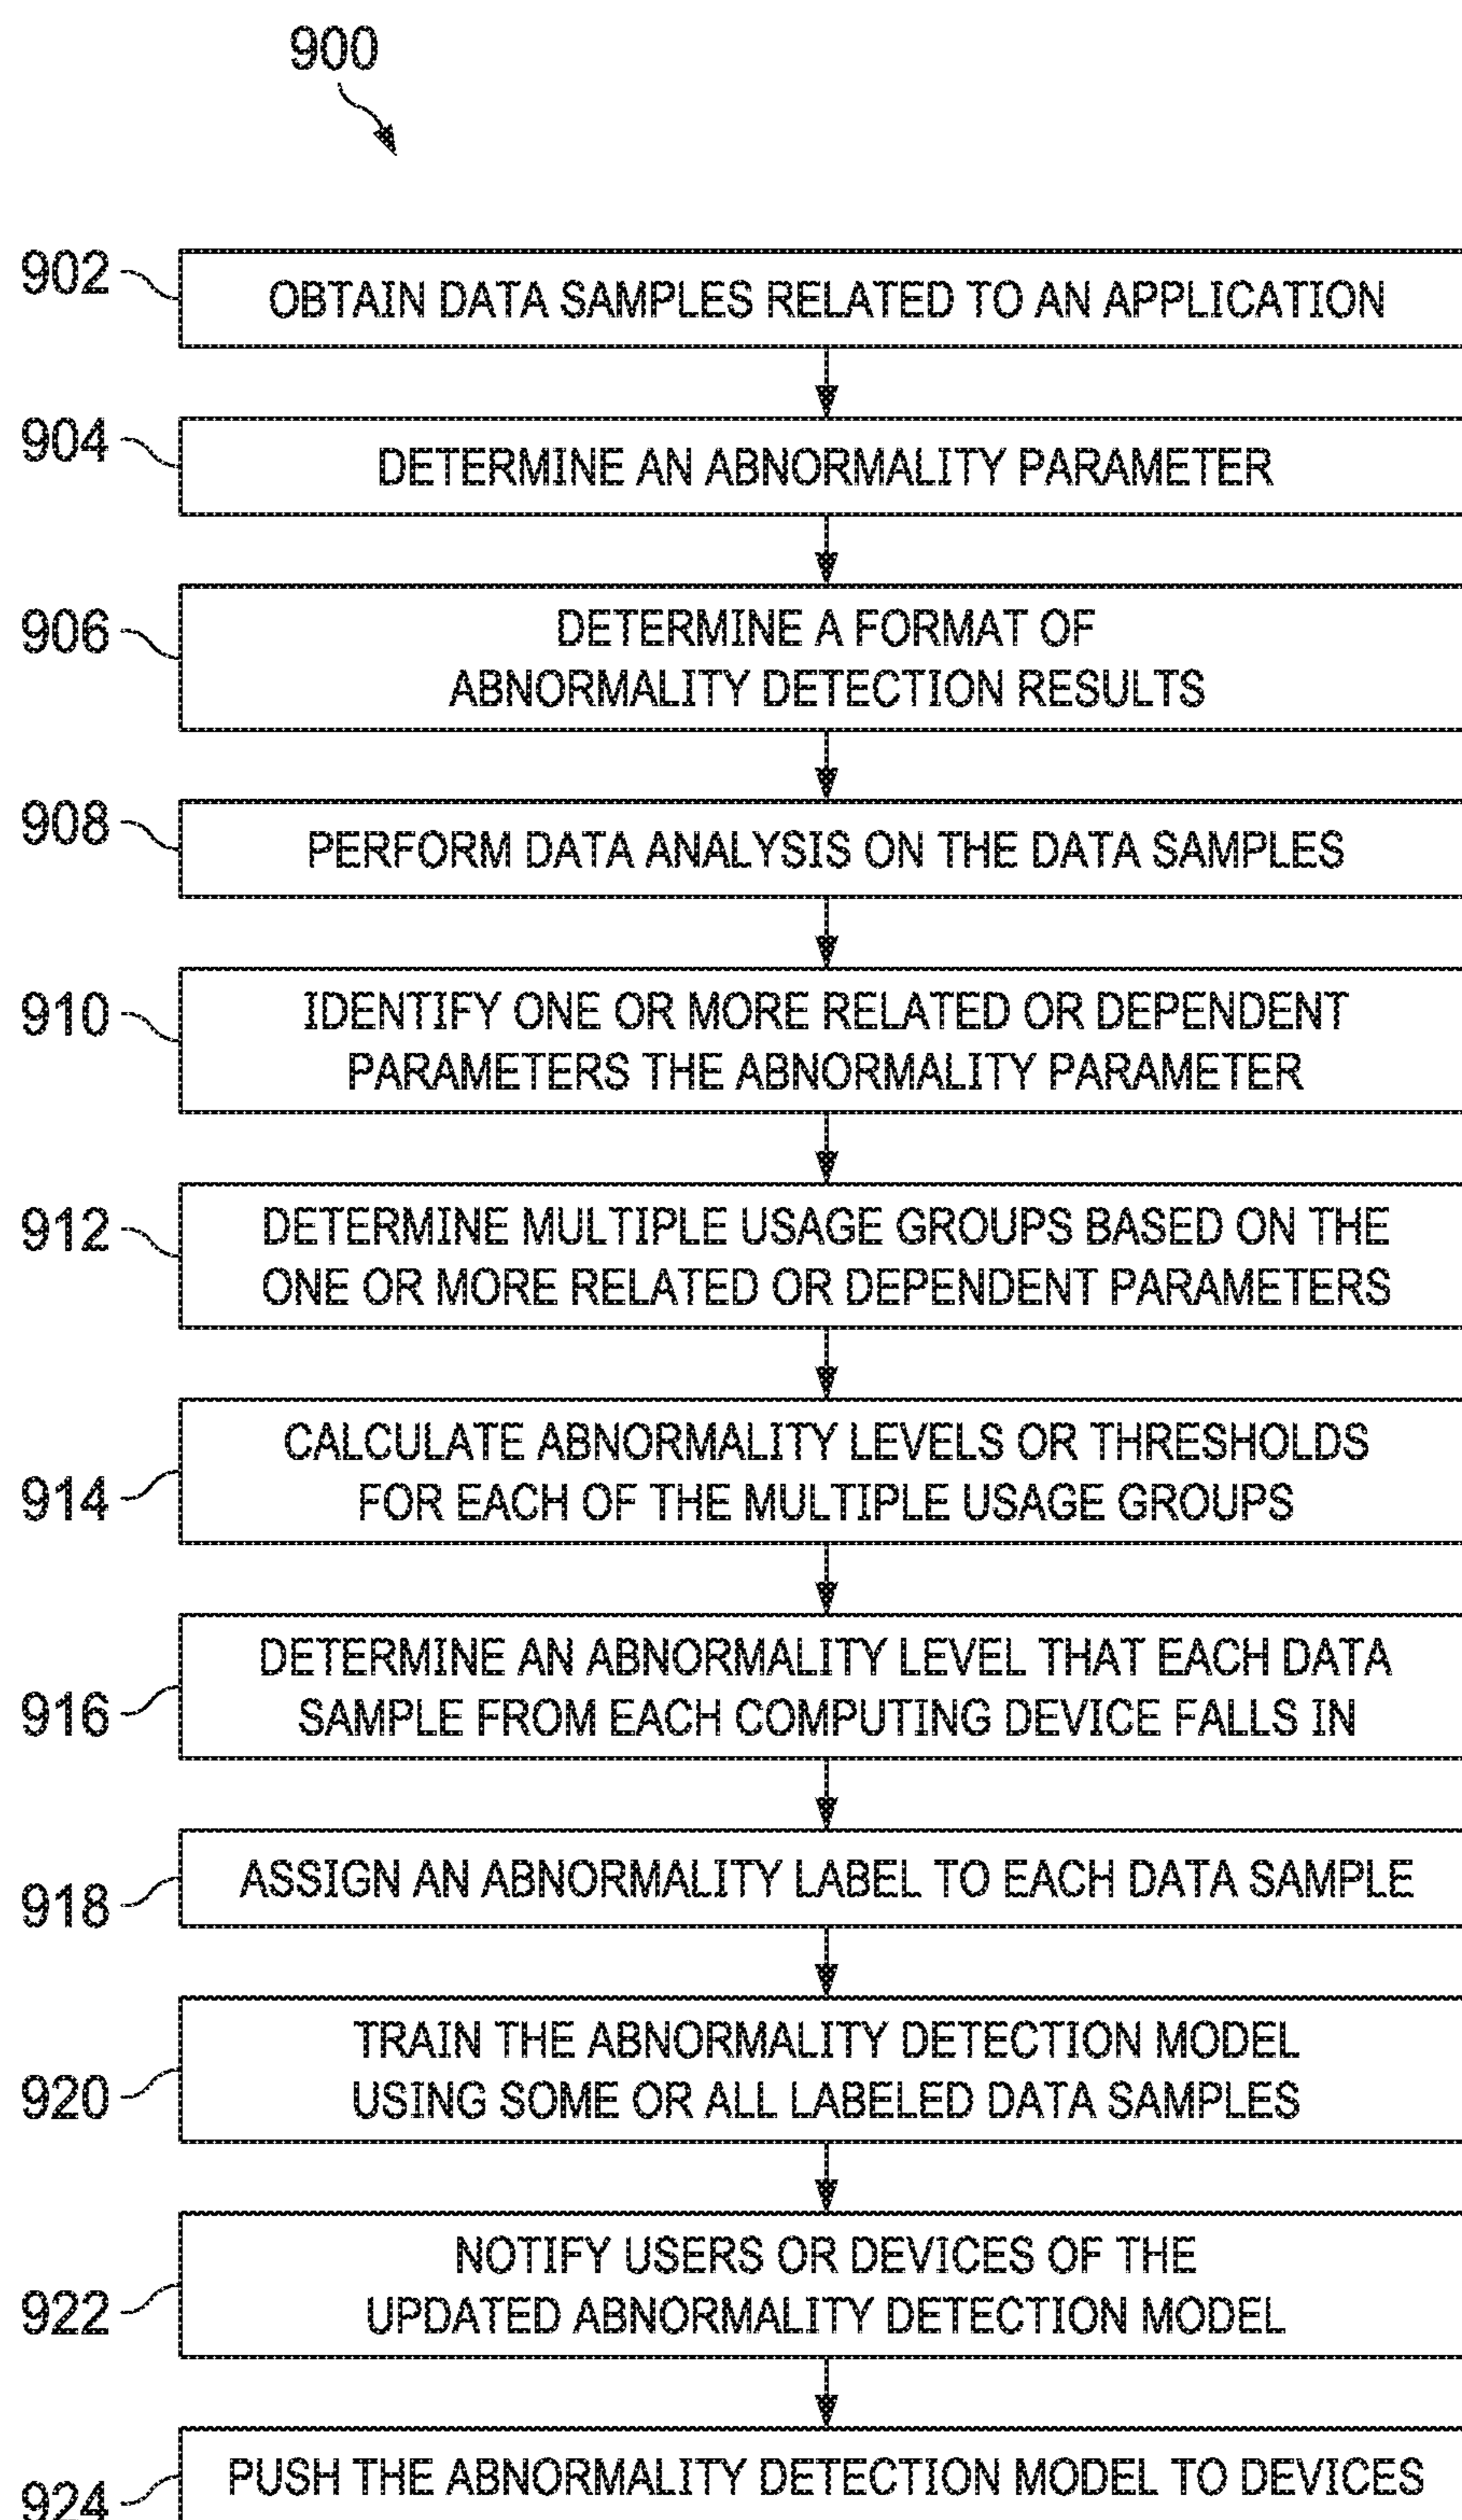 900
902
OBTAIN DATA SAMPLES RELATED TO AN APPLICATION
904
DETERMINE AN ABNORMALITY PARAMETER
906
DETERMINE A FORMAT OF
ABNORMALITY DETECTION RESULTS
908
PERFORM DATA ANALYSIS ON THE DATA SAMPLES
910
IDENTIFY ONE OR MORE RELATED OR DEPENDENT
PARAMETERS THE ABNORMALITY PARAMETER
912
DETERMINE MULTIPLE USAGE GROUPS BASED ON THE
ONE OR MORE RELATED OR DEPENDENT PARAMETERS
914
CALCULATE ABNORMALITY LEVELS OR THRESHOLDS
FOR EACH OF THE MULTIPLE USAGE GROUPS
916
DETERMINE AN ABNORMALITY LEVEL THAT EACH DATA
SAMPLE FROM EACH COMPUTING DEVICE FALLS IN
918
ASSIGN AN ABNORMALITY LABEL TO EACH DATA SAMPLE
920
TRAIN THE ABNORMALITY DETECTION MODEL
USING SOME OR ALL LABELED DATA SAMPLES
922
NOTIFY USERS OR DEVICES OF THE
UPDATED ABNORMALITY DETECTION MODEL
924
PUSH THE ABNORMALITY DETECTION MODEL TO DEVICES